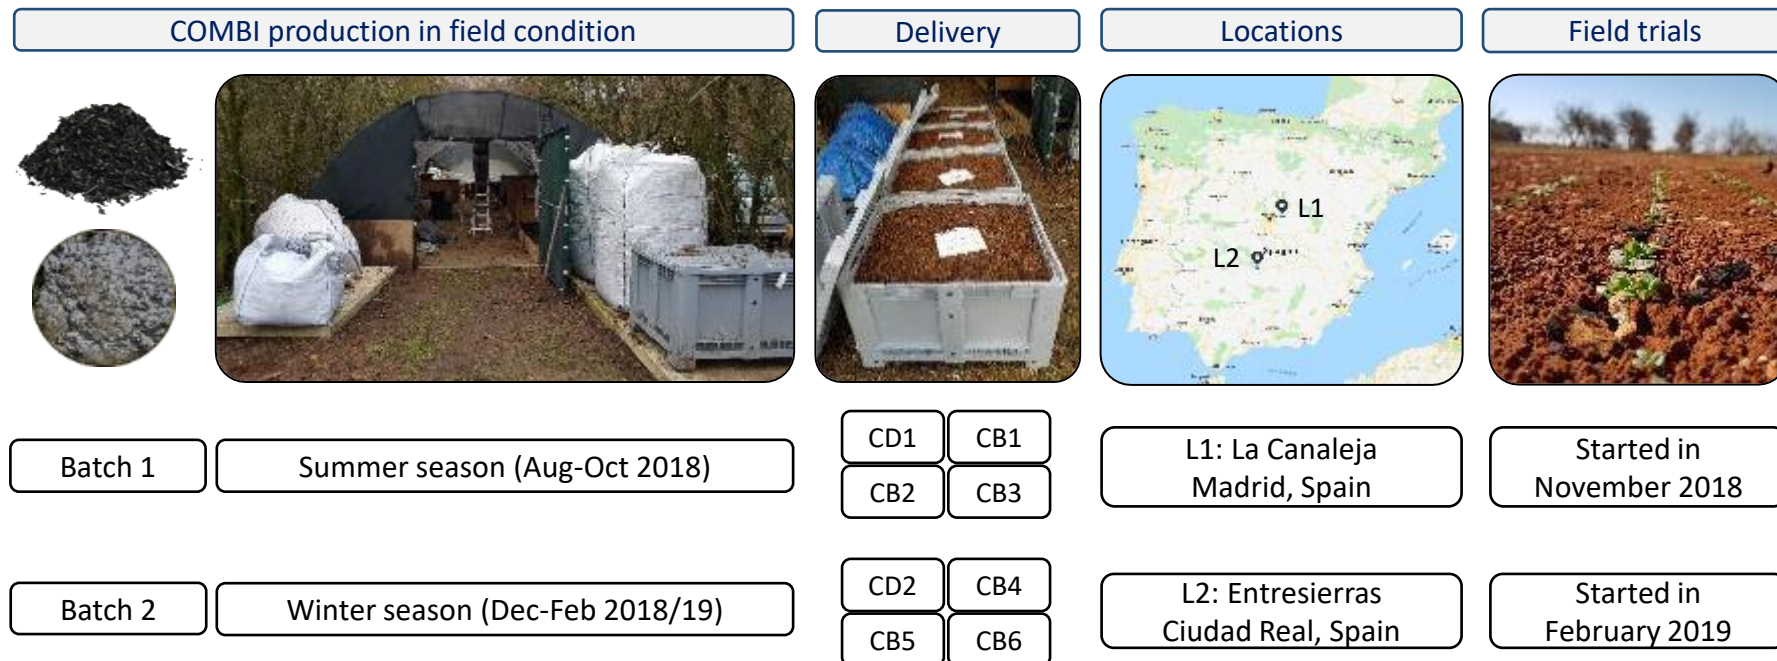 COMBI production in field condition
Delivery
Locations
Field trials
L1
L2
Batch 1
Summer season (Aug-Oct 2018)
CD1
CB1
CB2
CB3
L1: La Canaleja
Madrid, Spain
Started in
November 2018
Batch 2
Winter season (Dec-Feb 2018/19)
CD2
CB4
CB5
CB6
L2: Entresierras
Ciudad Real, Spain
Started in
February 2019